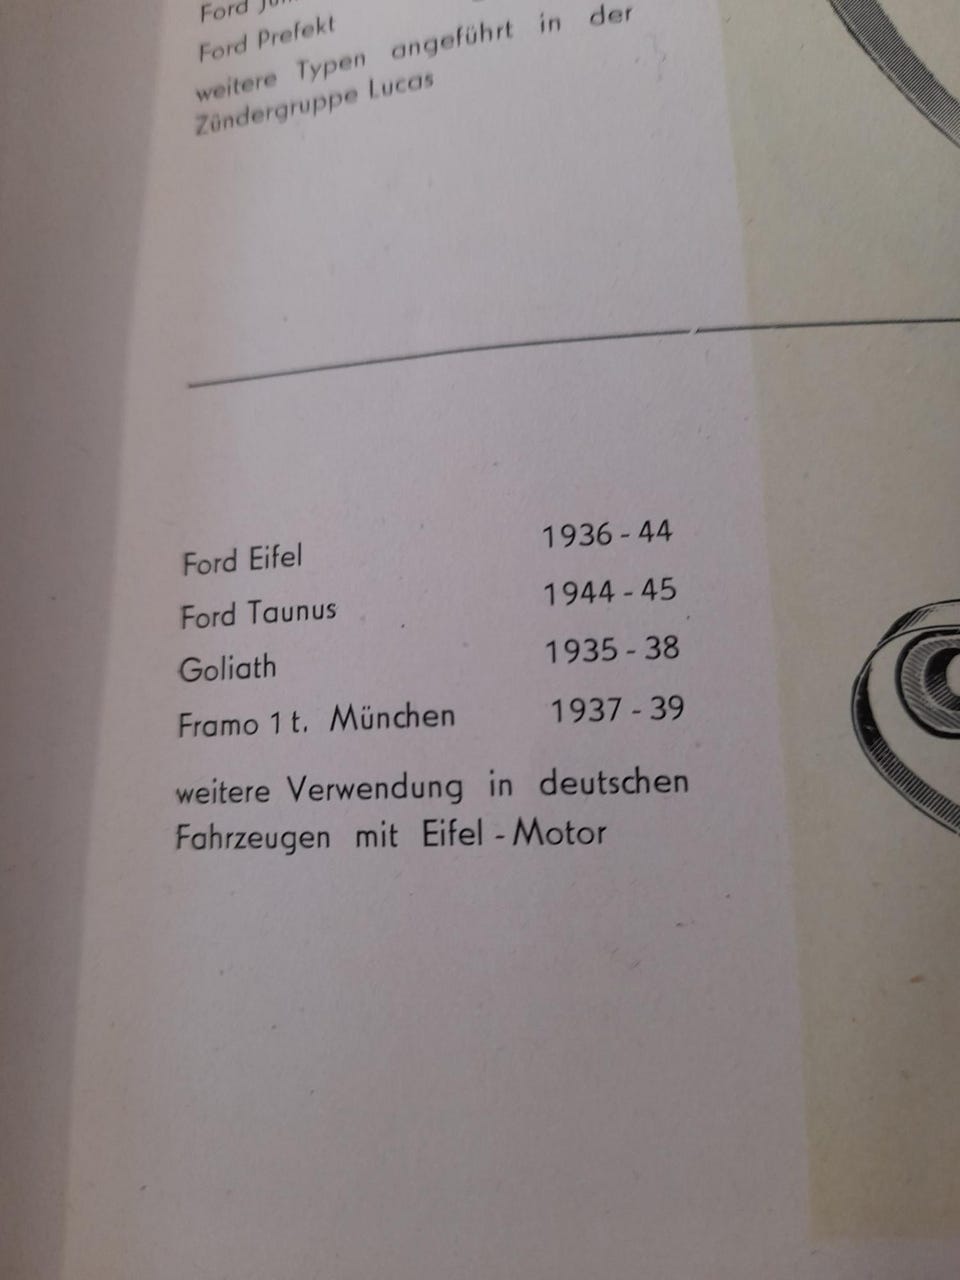 Ford
Ford Prefekt
weitere Typen angeführt in der
Zündergruppe Lucas
Ford Eifel 1936 - 44
Ford Taunus 1944 - 45
Goliath 1935 - 38
Framo 1 t. München 1937 - 39
weitere Verwendung in deutschen
Fahrzeugen mit Eifel - Motor